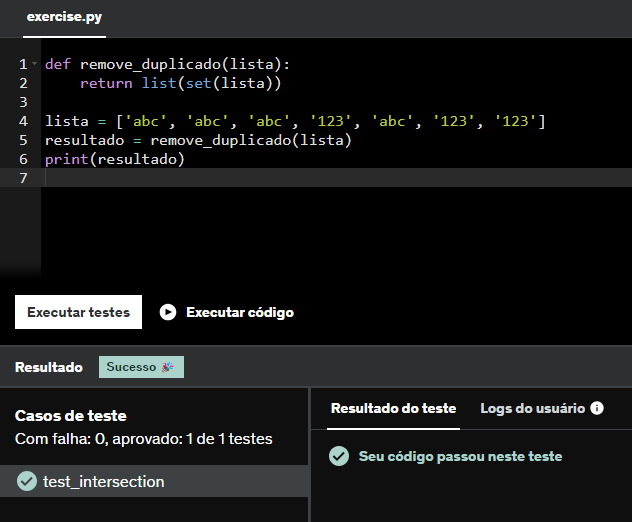 exercise.py
1 def remove_duplicado(lista):
2     return list(set(lista))
3
4 lista = ['abc', 'abc', 'abc', '123', 'abc', '123', '123']
5 resultado = remove_duplicado(lista)
6 print(resultado)
7
Executar testes Executar código
Resultado Sucesso 🎉
Casos de teste
Com falha: 0, aprovado: 1 de 1 testes
test_intersection
Resultado do teste Logs do usuário
Seu código passou neste teste